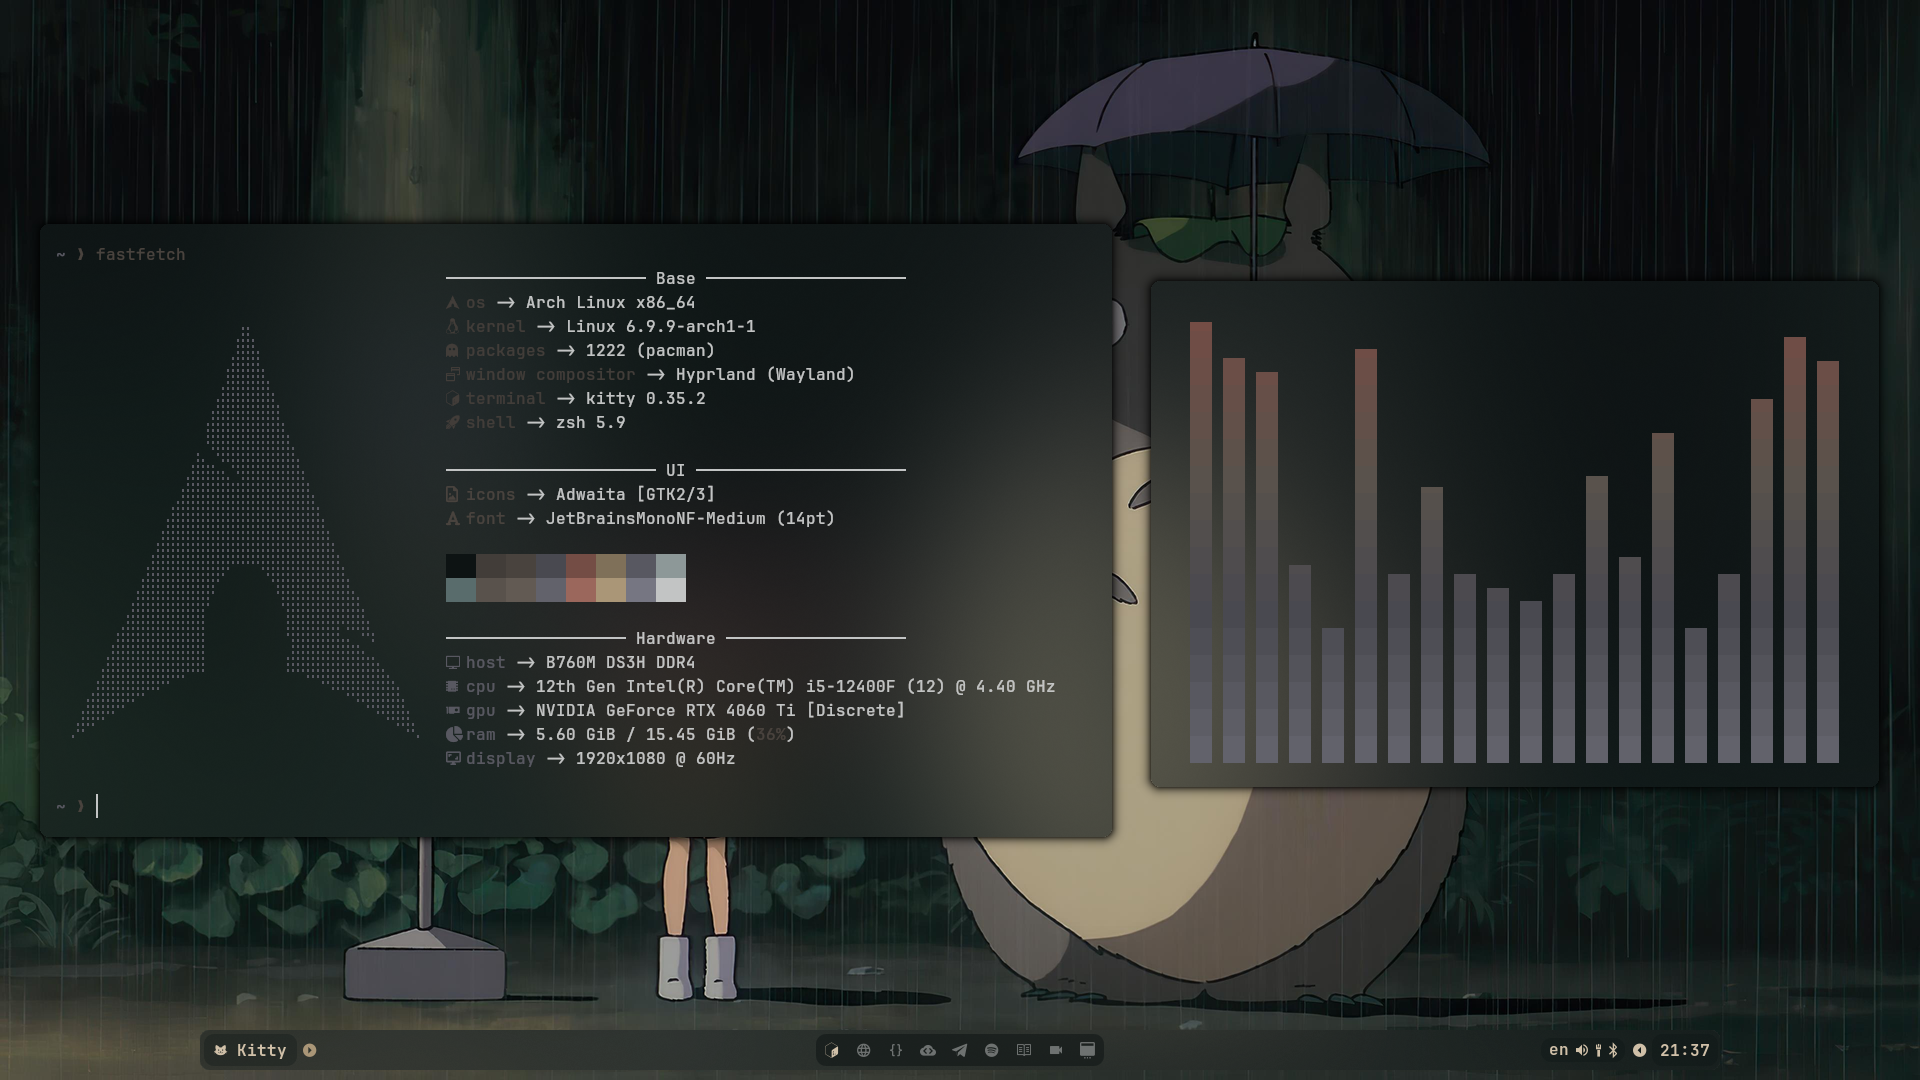 ~ ❫ fastfetch
Base
os → Arch Linux x86_64
kernel → Linux 6.9.9-arch1-1
packages → 1222 (pacman)
window compositor → Hyprland (Wayland)
terminal → kitty 0.35.2
shell → zsh 5.9
UI
icons → Adwaita [GTK2/3]
font → JetBrainsMonoNF-Medium (14pt)
Hardware
host → B760M DS3H DDR4
cpu → 12th Gen Intel(R) Core(TM) i5-12400F (12) @ 4.40 GHz
gpu → NVIDIA GeForce RTX 4060 Ti [Discrete]
ram → 5.60 GiB / 15.45 GiB (36%)
display → 1920x1080 @ 60Hz
~ ❫
Kitty
en
21:37